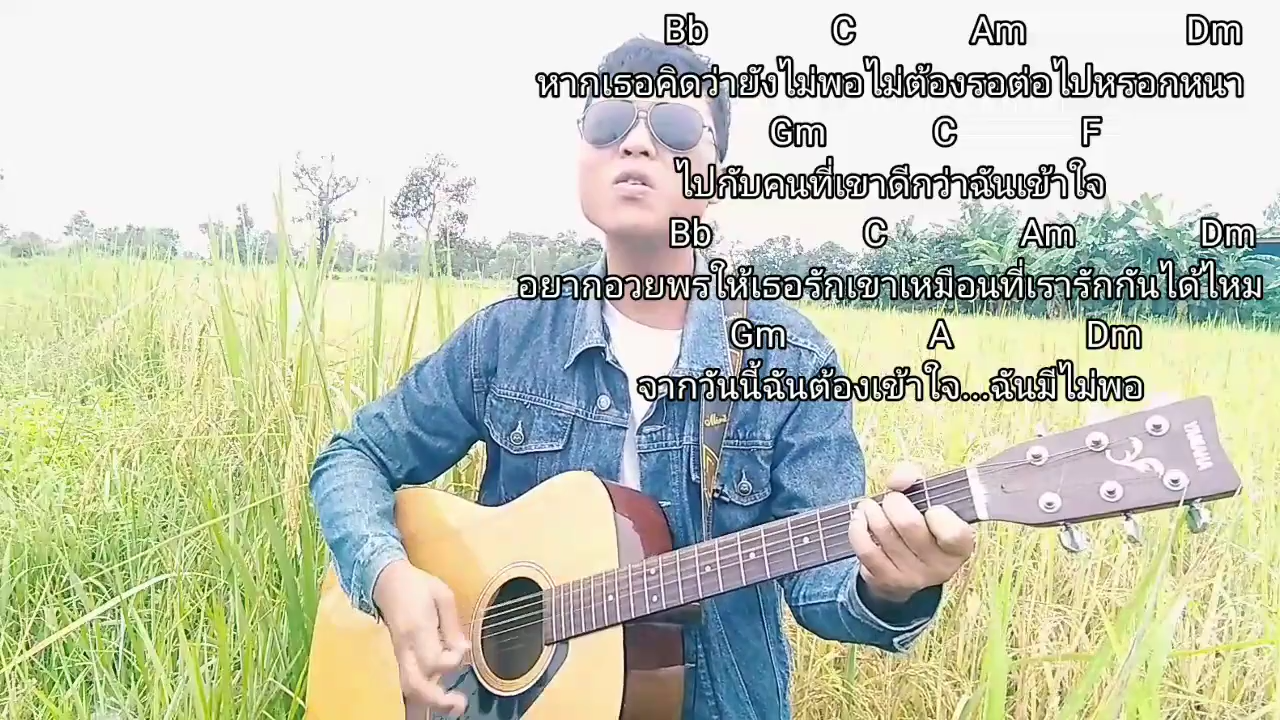 Bb C Am Dm
หากเธอคิดว่ายังไม่พอไม่ต้องรอต่อไปหรอกหนา
Gm C F
ไปกับคนที่เขาดีกว่าฉันเข้าใจ
Bb C Am Dm
อยากอวยพรให้เธอรักเขาเหมือนที่เรารักกันได้ไหม
Gm A Dm
จากวันนี้ฉันต้องเข้าใจ...ฉันมีไม่พอ
YAMAHA